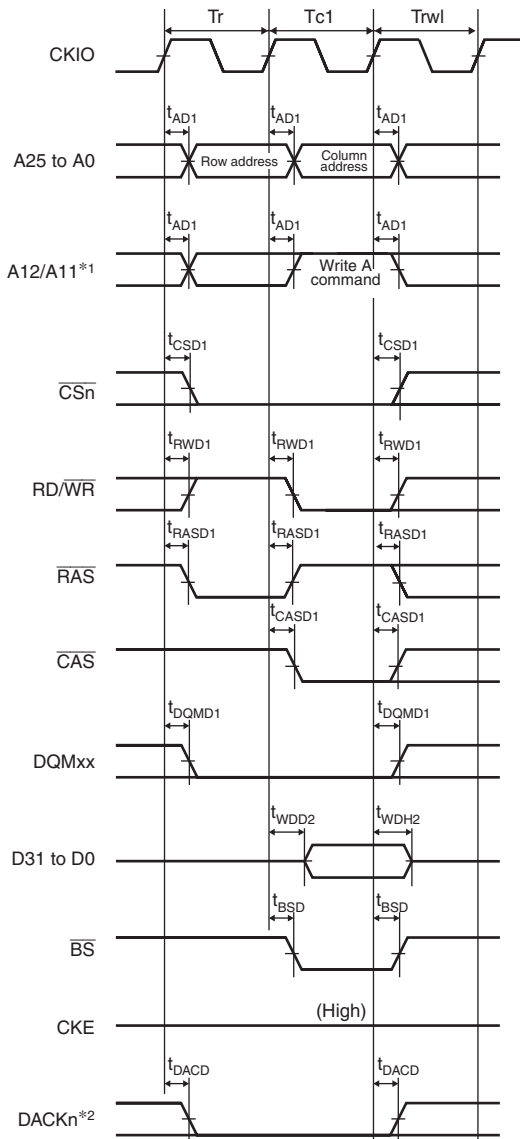 Tr Tc1 Trwl
CKIO
tAD1 tAD1 tAD1
A25 to A0 Row address Column address
tAD1 tAD1 tAD1
A12/A11*1 Write A command
tCSD1 tCSD1
CSn
tRWD1 tRWD1 tRWD1
RD/WR
tRASD1 tRASD1 tRASD1
RAS
tCASD1 tCASD1
CAS
tDQMD1 tDQMD1
DQMxx
tWDD2 tWDH2
D31 to D0
tBSD tBSD
BS
(High)
CKE
tDACD tDACD
DACKn*2